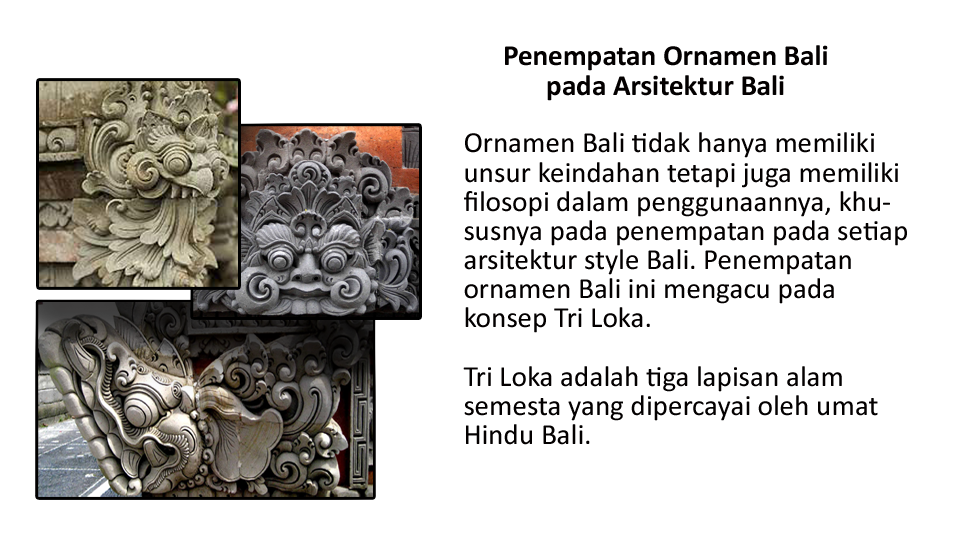 Penempatan Ornamen Bali
pada Arsitektur Bali
Ornamen Bali tidak hanya memiliki
unsur keindahan tetapi juga memiliki
filosopi dalam penggunaannya, khu-
susnya pada penempatan pada setiap
arsitektur style Bali. Penempatan
ornamen Bali ini mengacu pada
konsep Tri Loka.
Tri Loka adalah tiga lapisan alam
semesta yang dipercayai oleh umat
Hindu Bali.